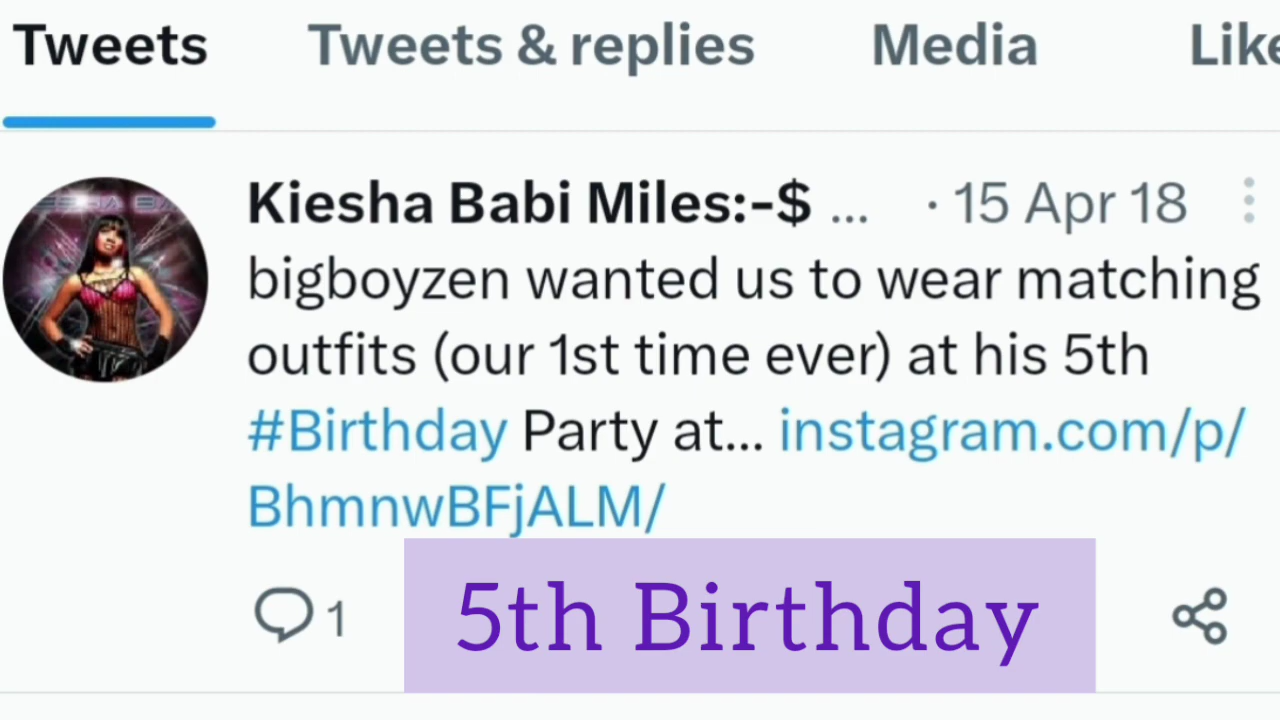 Tweets Tweets & replies Media Like
Kiesha Babi Miles:-$ ... · 15 Apr 18
bigboyzen wanted us to wear matching
outfits (our 1st time ever) at his 5th
#Birthday Party at... instagram.com/p/
BhmnwBFjALM/
1
5th Birthday